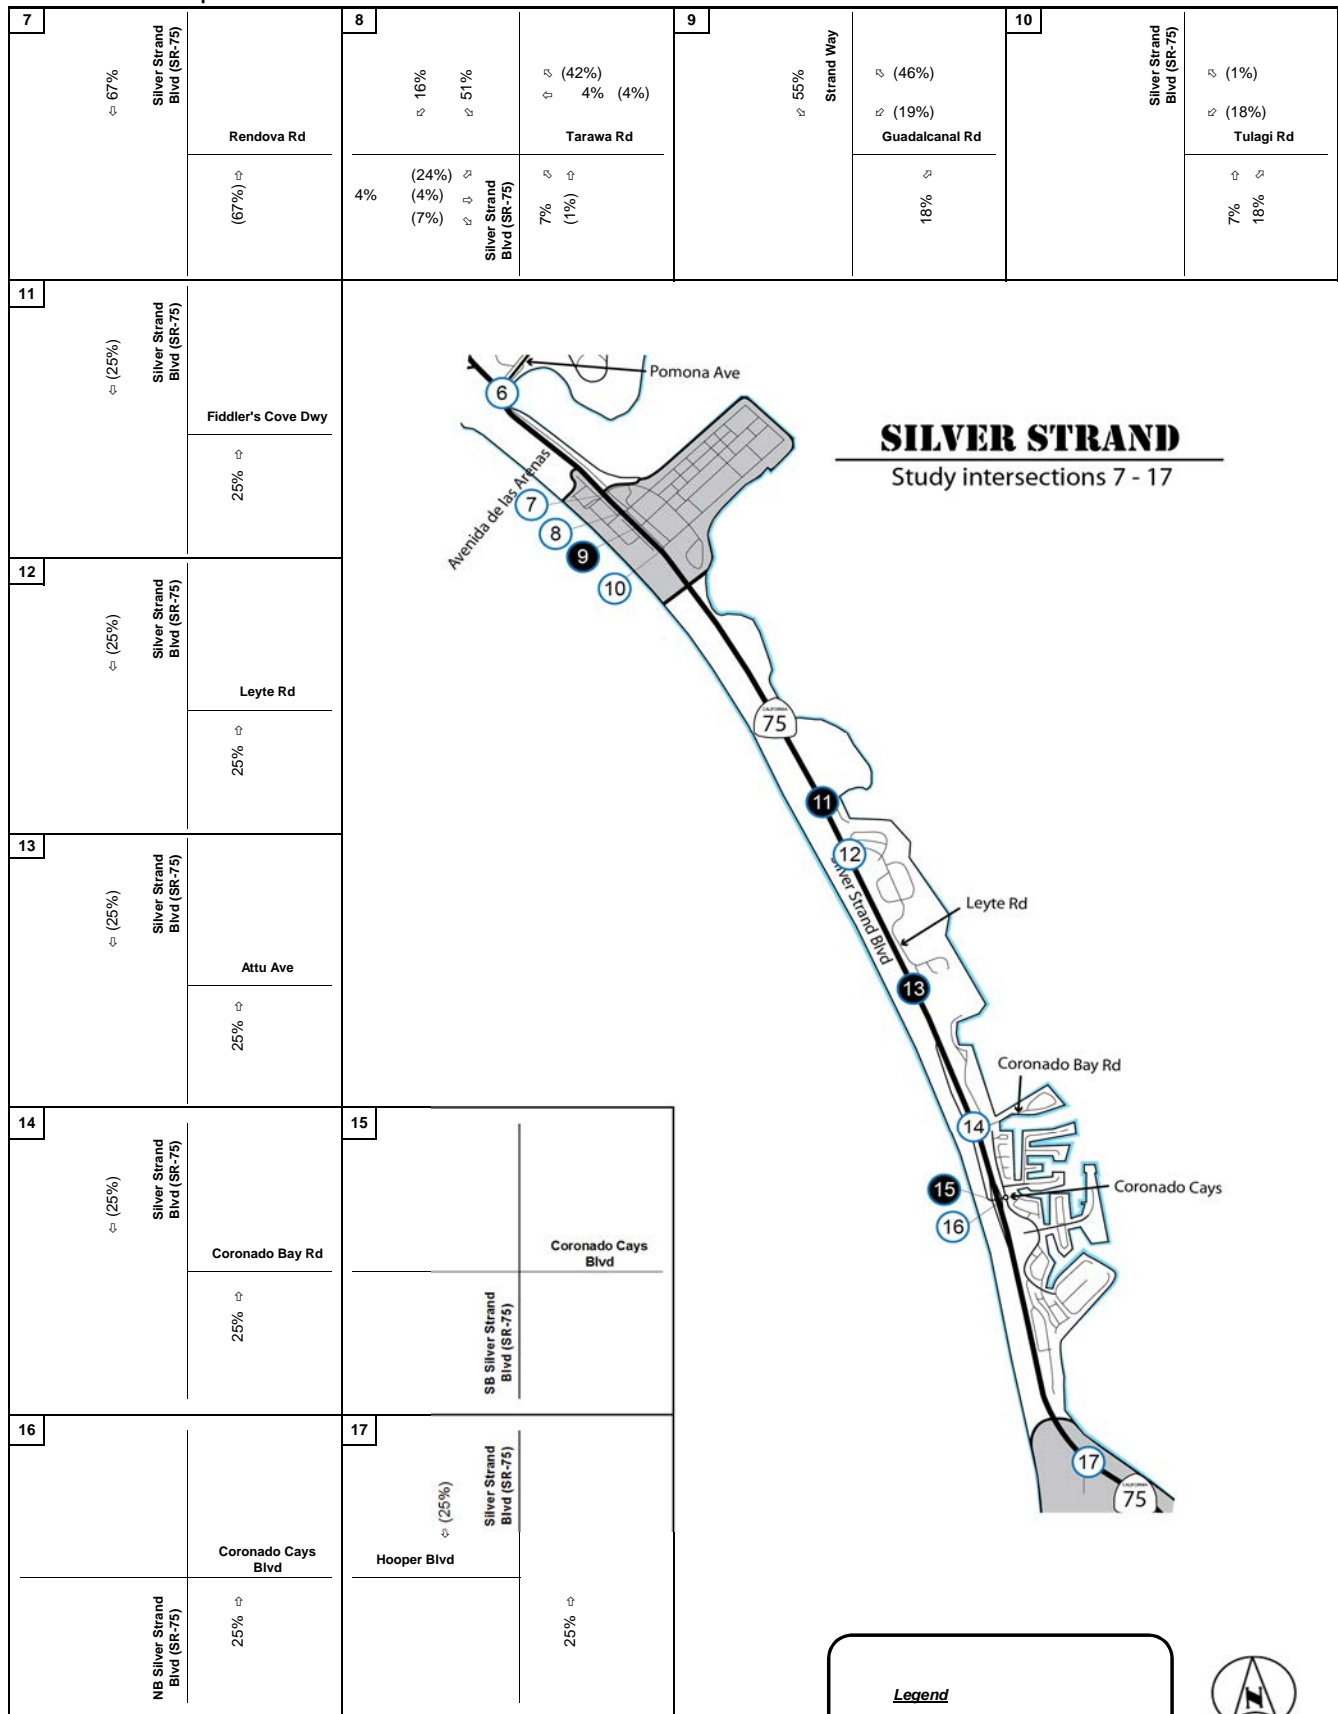 7
67%
Silver Strand
Blvd (SR-75)
Rendova Rd
(67%)
8
16%
51%
(42%)
4% (4%)
Tarawa Rd
(24%)
4% (4%)
(7%)
Silver Strand
Blvd (SR-75)
7%
(1%)
9
55%
Strand Way
(46%)
(19%)
Guadalcanal Rd
18%
10
Silver Strand
Blvd (SR-75)
(1%)
(18%)
Tulagi Rd
7%
18%
11
(25%)
Silver Strand
Blvd (SR-75)
Fiddler's Cove Dwy
25%
12
(25%)
Silver Strand
Blvd (SR-75)
Leyte Rd
25%
13
(25%)
Silver Strand
Blvd (SR-75)
Attu Ave
25%
14
(25%)
Silver Strand
Blvd (SR-75)
Coronado Bay Rd
25%
15
Coronado Cays
Blvd
SB Silver Strand
Blvd (SR-75)
16
Coronado Cays
Blvd
NB Silver Strand
Blvd (SR-75)
25%
17
(25%)
Silver Strand
Blvd (SR-75)
Hooper Blvd
25%
SILVER STRAND
Study intersections 7 - 17
Pomona Ave
6
Avenida de las Arenas
7
8
9
10
CALIFORNIA
75
11
12
Silver Strand Blvd
Leyte Rd
13
Coronado Bay Rd
14
15
Coronado Cays
16
17
CALIFORNIA
75
Legend
N